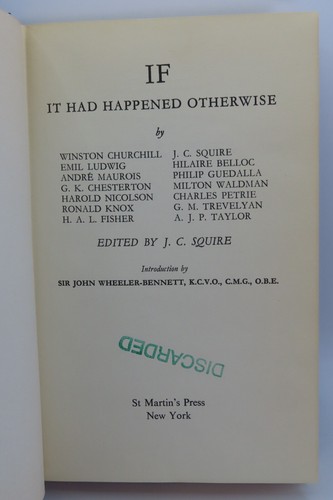 IF
IT HAD HAPPENED OTHERWISE
by
WINSTON CHURCHILL
EMIL LUDWIG
ANDRÉ MAUROIS
G. K. CHESTERTON
HAROLD NICOLSON
RONALD KNOX
H. A. L. FISHER
J. C. SQUIRE
HILAIRE BELLOC
PHILIP GUEDALLA
MILTON WALDMAN
CHARLES PETRIE
G. M. TREVELYAN
A. J. P. TAYLOR
EDITED BY J. C. SQUIRE
Introduction by
SIR JOHN WHEELER-BENNETT, K.C.V.O., C.M.G., O.B.E.
DISCARDED
St Martin's Press
New York